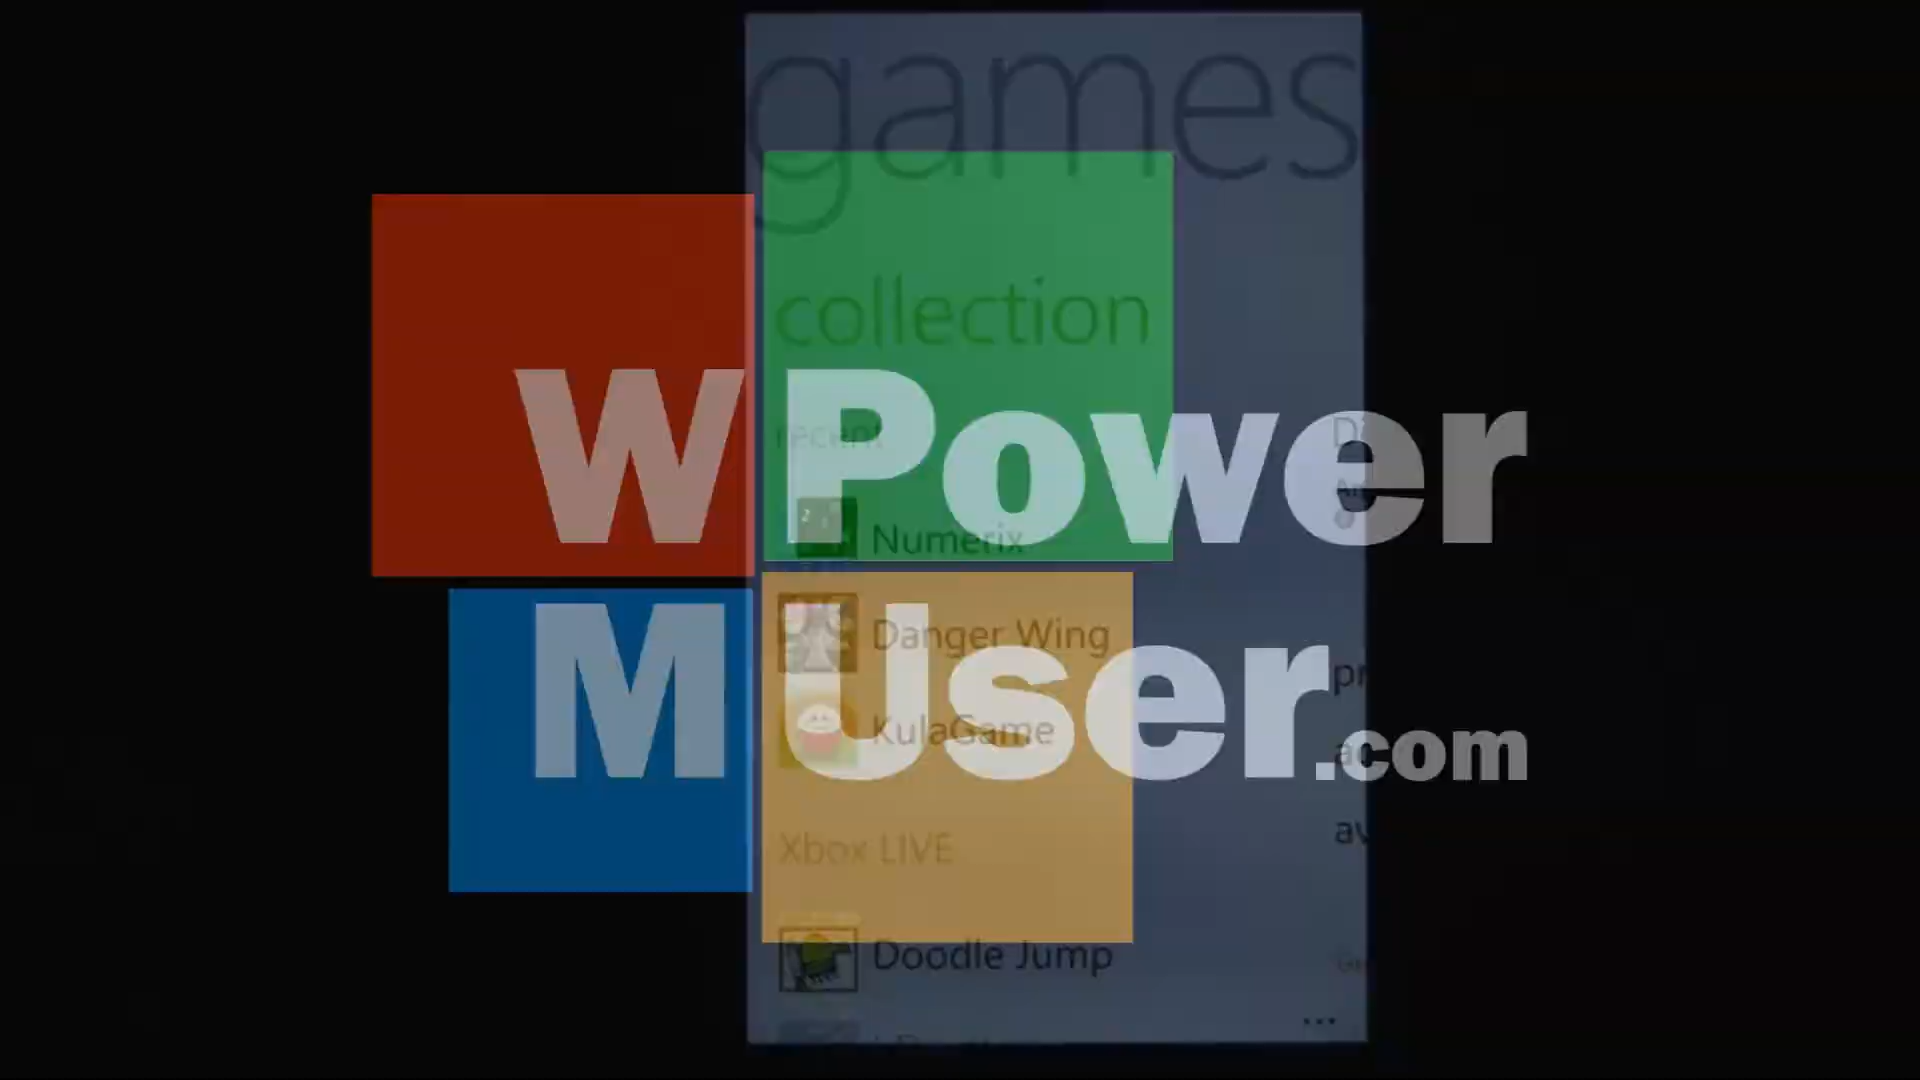 games
collection
recent
WPower
Numerix
Danger Wing
MUser.com
KulaGame
Xbox LIVE
Doodle Jump
...